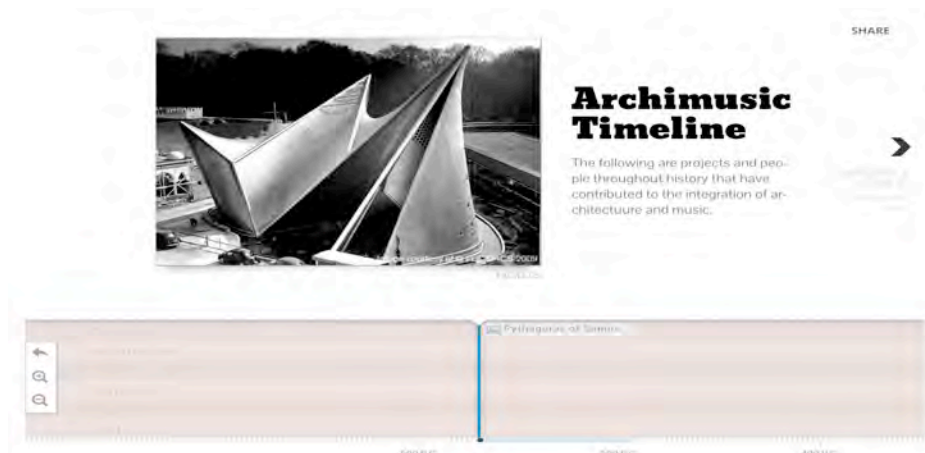 SHARE
Archimusic
Timeline
The following are projects and peo-
ple throughout history that have
contributed to the integration of ar-
chitectuure and music.
Pythagoras of Samos